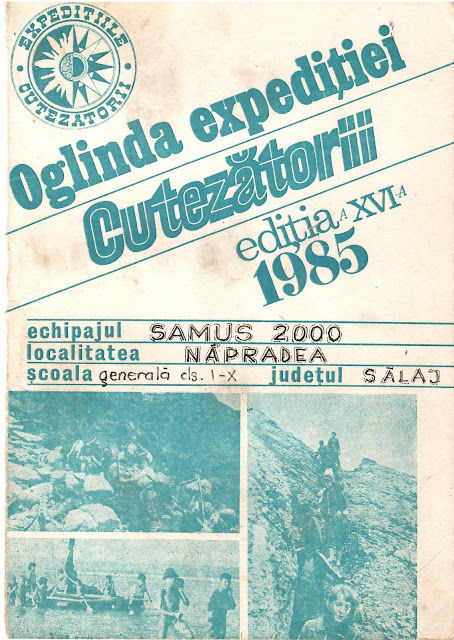 EXPEDIȚIILE
CUTEZĂTORII
Oglinda expediției
Cutezătorii
ediția A XVI-A
1985
echipajul SAMUS 2000
localitatea NĂPRADEA
școala generală cls. I-X județul SĂLAJ